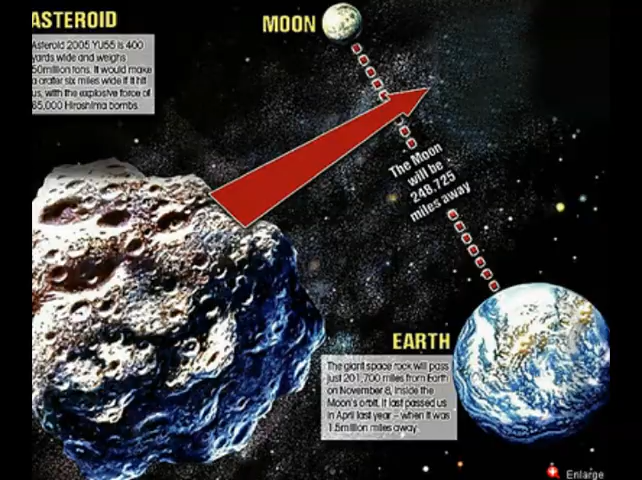 ASTEROID
Asteroid 2005 YU55 is 400
yards wide and weighs
50million tons. It would make
a crater six miles wide if it hit
us, with the explosive force of
65,000 Hiroshima bombs.
MOON
The Moon
will be
248,725
miles away
EARTH
The giant space rock will pass
just 201,700 miles from Earth
on November 8, inside the
Moon's orbit. It last passed us
in April last year – when it was
1.5million miles away.
Enlarge